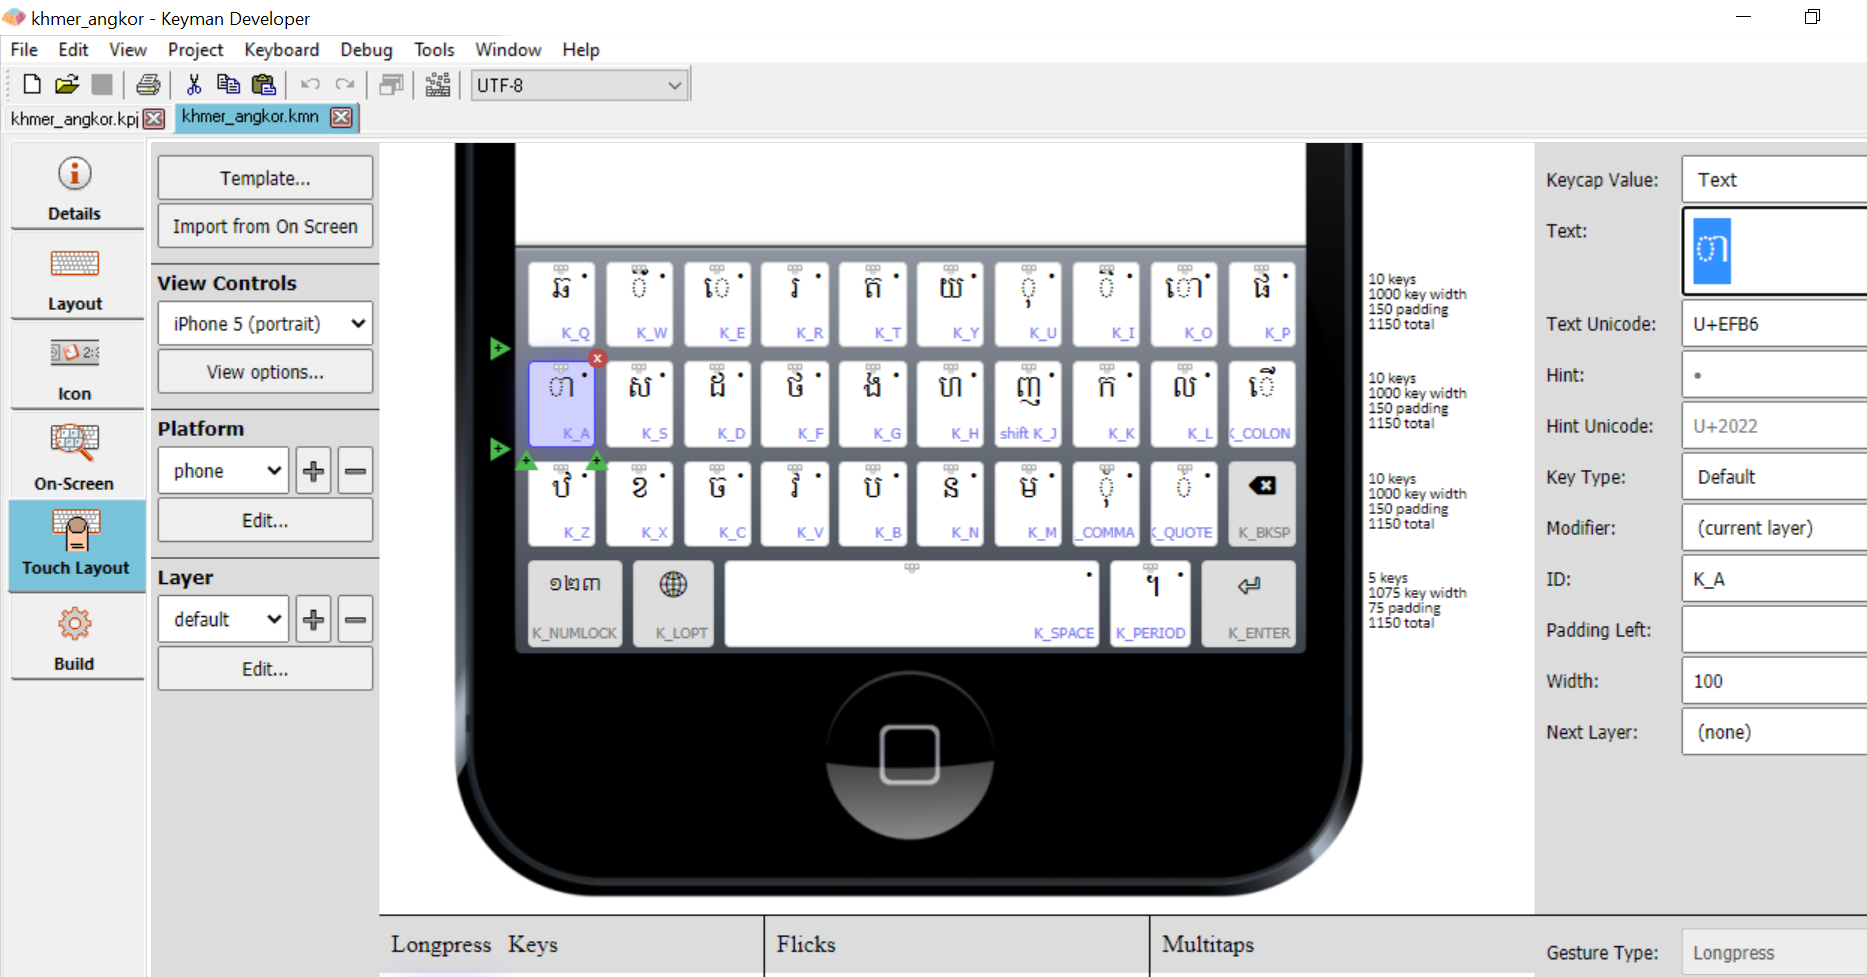 khmer_angkor - Keyman Developer
File Edit View Project Keyboard Debug Tools Window Help
UTF-8
khmer_angkor.kpj khmer_angkor.kmn
Details
Layout
Icon
On-Screen
Touch Layout
Build
Template...
Import from On Screen
View Controls
iPhone 5 (portrait)
View options...
Platform
phone
Edit...
Layer
default
Edit...
ឆ ឹ េ រ ត យ ុ ិ ោ ផ
K_Q K_W K_E K_R K_T K_Y K_U K_I K_O K_P
ា ស ដ ថ ង ហ ញ ក ល ើ
K_A K_S K_D K_F K_G K_H shift K_J K_K K_L K_COLON
ឋ ខ ច វ ប ន ម ុំ ់
K_Z K_X K_C K_V K_B K_N K_M _COMMA K_QUOTE K_BKSP
១២៣ ។
K_NUMLOCK K_LOPT K_SPACE K_PERIOD K_ENTER
10 keys
1000 key width
150 padding
1150 total
10 keys
1000 key width
150 padding
1150 total
10 keys
1000 key width
150 padding
1150 total
5 keys
1075 key width
75 padding
1150 total
Longpress Keys
Flicks
Multitaps
Keycap Value: Text
Text: ា
Text Unicode: U+EFB6
Hint: •
Hint Unicode: U+2022
Key Type: Default
Modifier: (current layer)
ID: K_A
Padding Left:
Width: 100
Next Layer: (none)
Gesture Type: Longpress